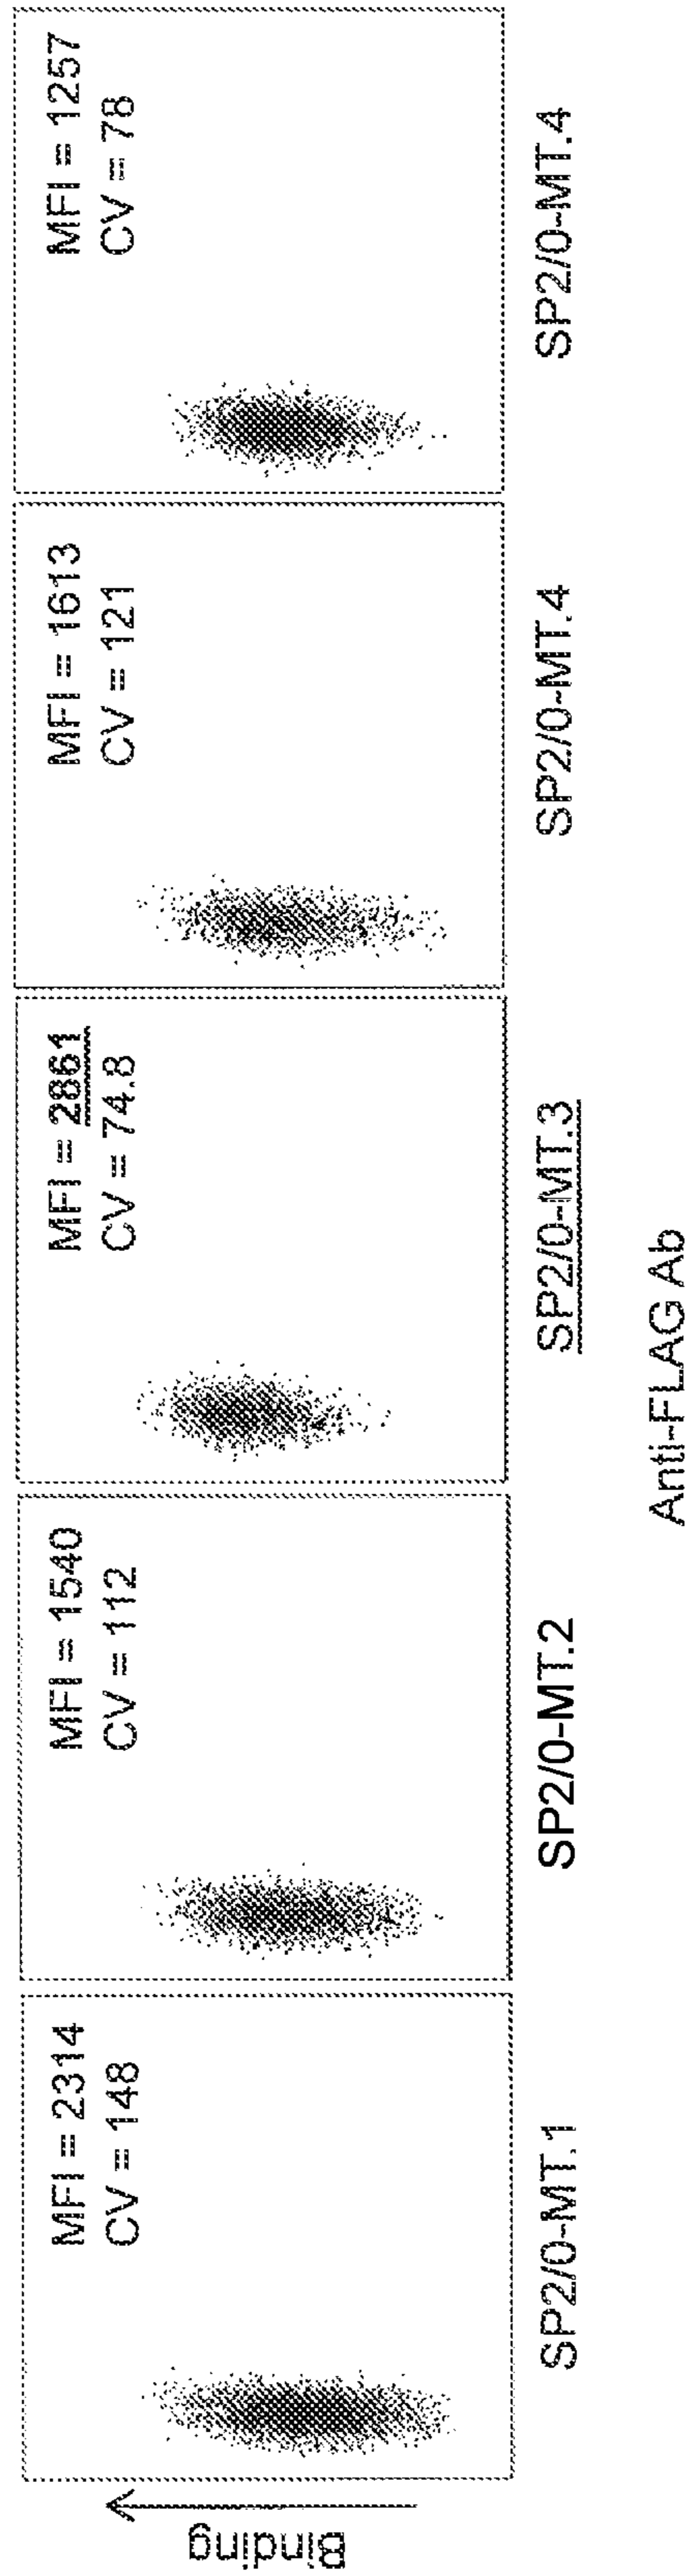 Binding
MFI = 2314
CV = 148
SP2/0-MT.1
MFI = 1540
CV = 112
SP2/0-MT.2
MFI = 2861
CV = 74.8
SP2/0-MT.3
MFI = 1613
CV = 121
SP2/0-MT.4
MFI = 1257
CV = 78
SP2/0-MT.4
Anti-FLAG Ab